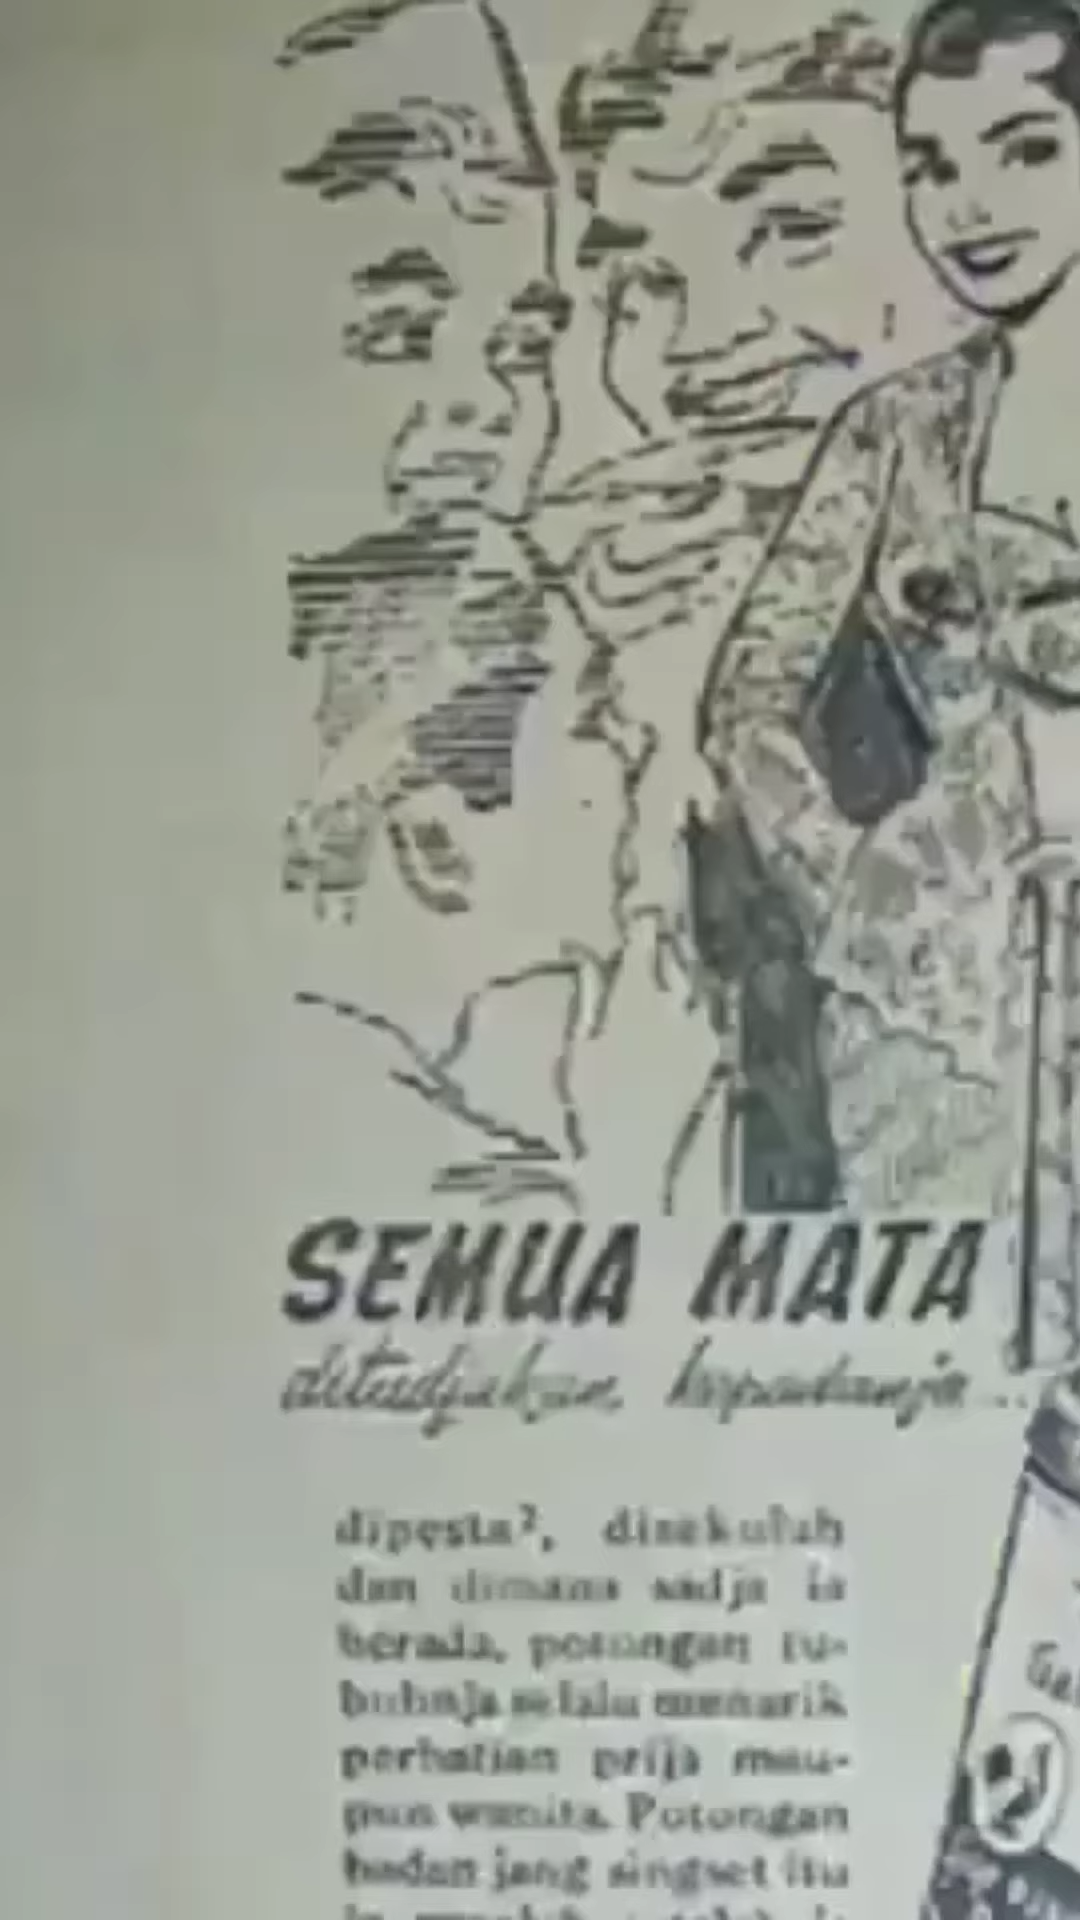 SEMUA MATA
ditudjukan kepadanja ...
dipesta², disekolah
dan dimana sadja ia
berada, potongan tu-
buhnja selalu menarik
perhatian prija mau-
pun wanita. Potongan
badan jang singset itu